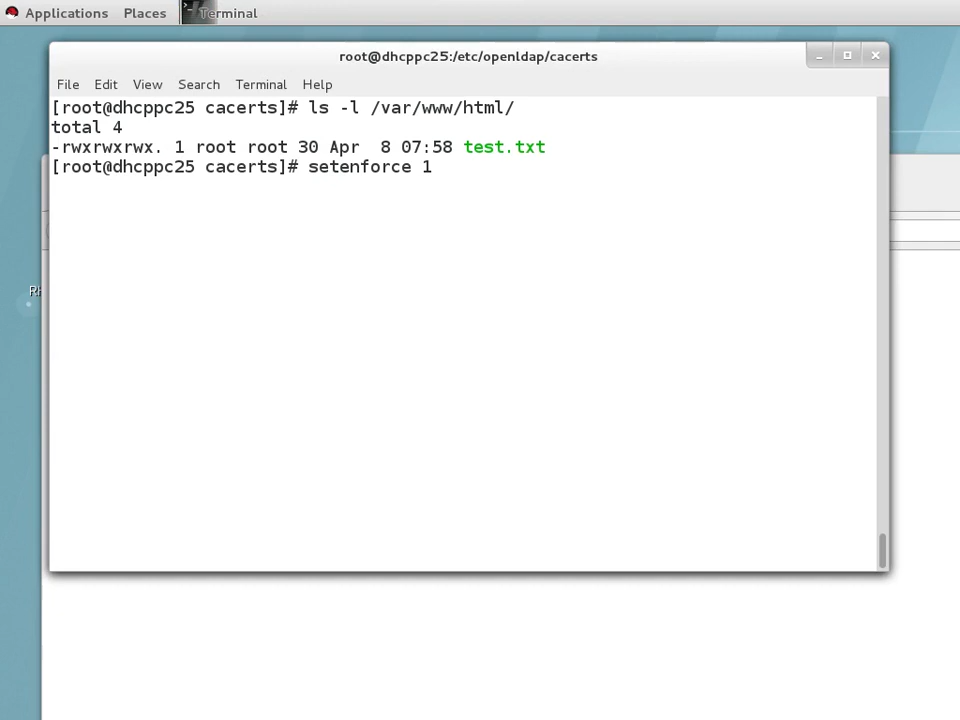 Applications Places Terminal
root@dhcppc25:/etc/openldap/cacerts
File Edit View Search Terminal Help
[root@dhcppc25 cacerts]# ls -l /var/www/html/
total 4
-rwxrwxrwx. 1 root root 30 Apr  8 07:58 test.txt
[root@dhcppc25 cacerts]# setenforce 1